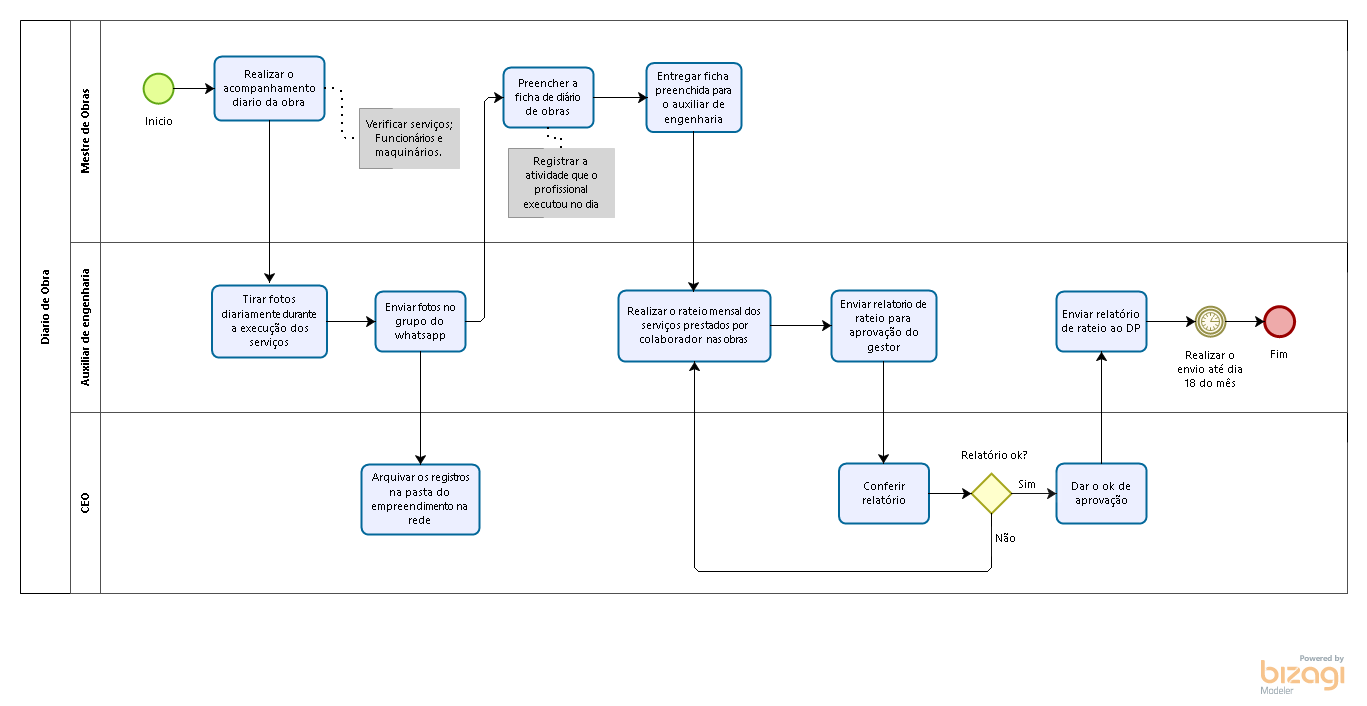 Diario de Obra
Mestre de Obras
Inicio
Realizar o
acompanhamento
diario da obra
Verificar serviços;
Funcionários e
maquinários.
Preencher a
ficha de diário
de obras
Registrar a
atividade que o
profissional
executou no dia
Entregar ficha
preenchida para
o auxiliar de
engenharia
Auxiliar de engenharia
Tirar fotos
diariamente durante
a execução dos
serviços
Enviar fotos no
grupo do
whatsapp
Realizar o rateio mensal dos
serviços prestados por
colaborador nas obras
Enviar relatorio de
rateio para
aprovação do
gestor
Enviar relatório
de rateio ao DP
Realizar o
envio até dia
18 do mês
Fim
CEO
Arquivar os registros
na pasta do
empreendimento na
rede
Conferir
relatório
Relatório ok?
Sim
Não
Dar o ok de
aprovação
Powered by
bizagi
Modeler